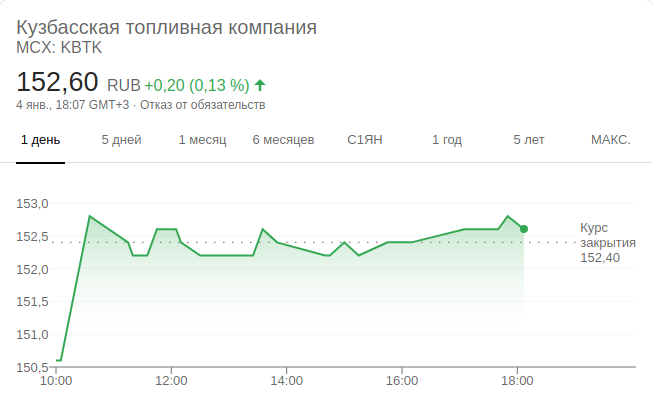 Кузбасская топливная компания
MCX: KBTK
152,60 RUB +0,20 (0,13 %)
4 янв., 18:07 GMT+3 · Отказ от обязательств
1 день 5 дней 1 месяц 6 месяцев С1ЯН 1 год 5 лет МАКС.
153,0
152,5
152,0
151,5
151,0
150,5
Курс
закрытия
152,40
10:00 12:00 14:00 16:00 18:00